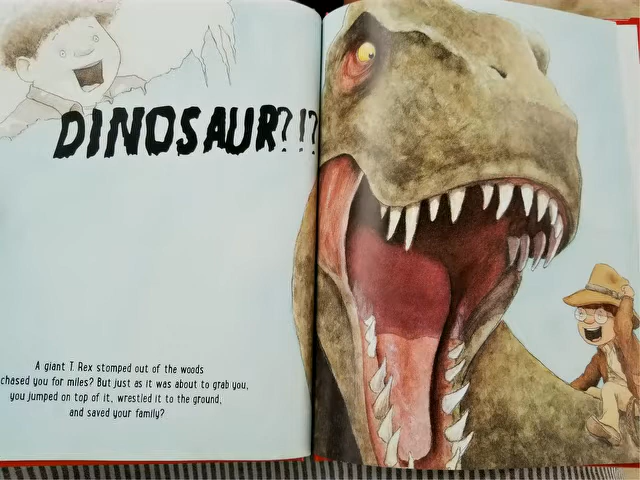 DINOSAUR?!?
A giant T. Rex stomped out of the woods
chased you for miles? But just as it was about to grab you,
you jumped on top of it, wrestled it to the ground,
and saved your family?